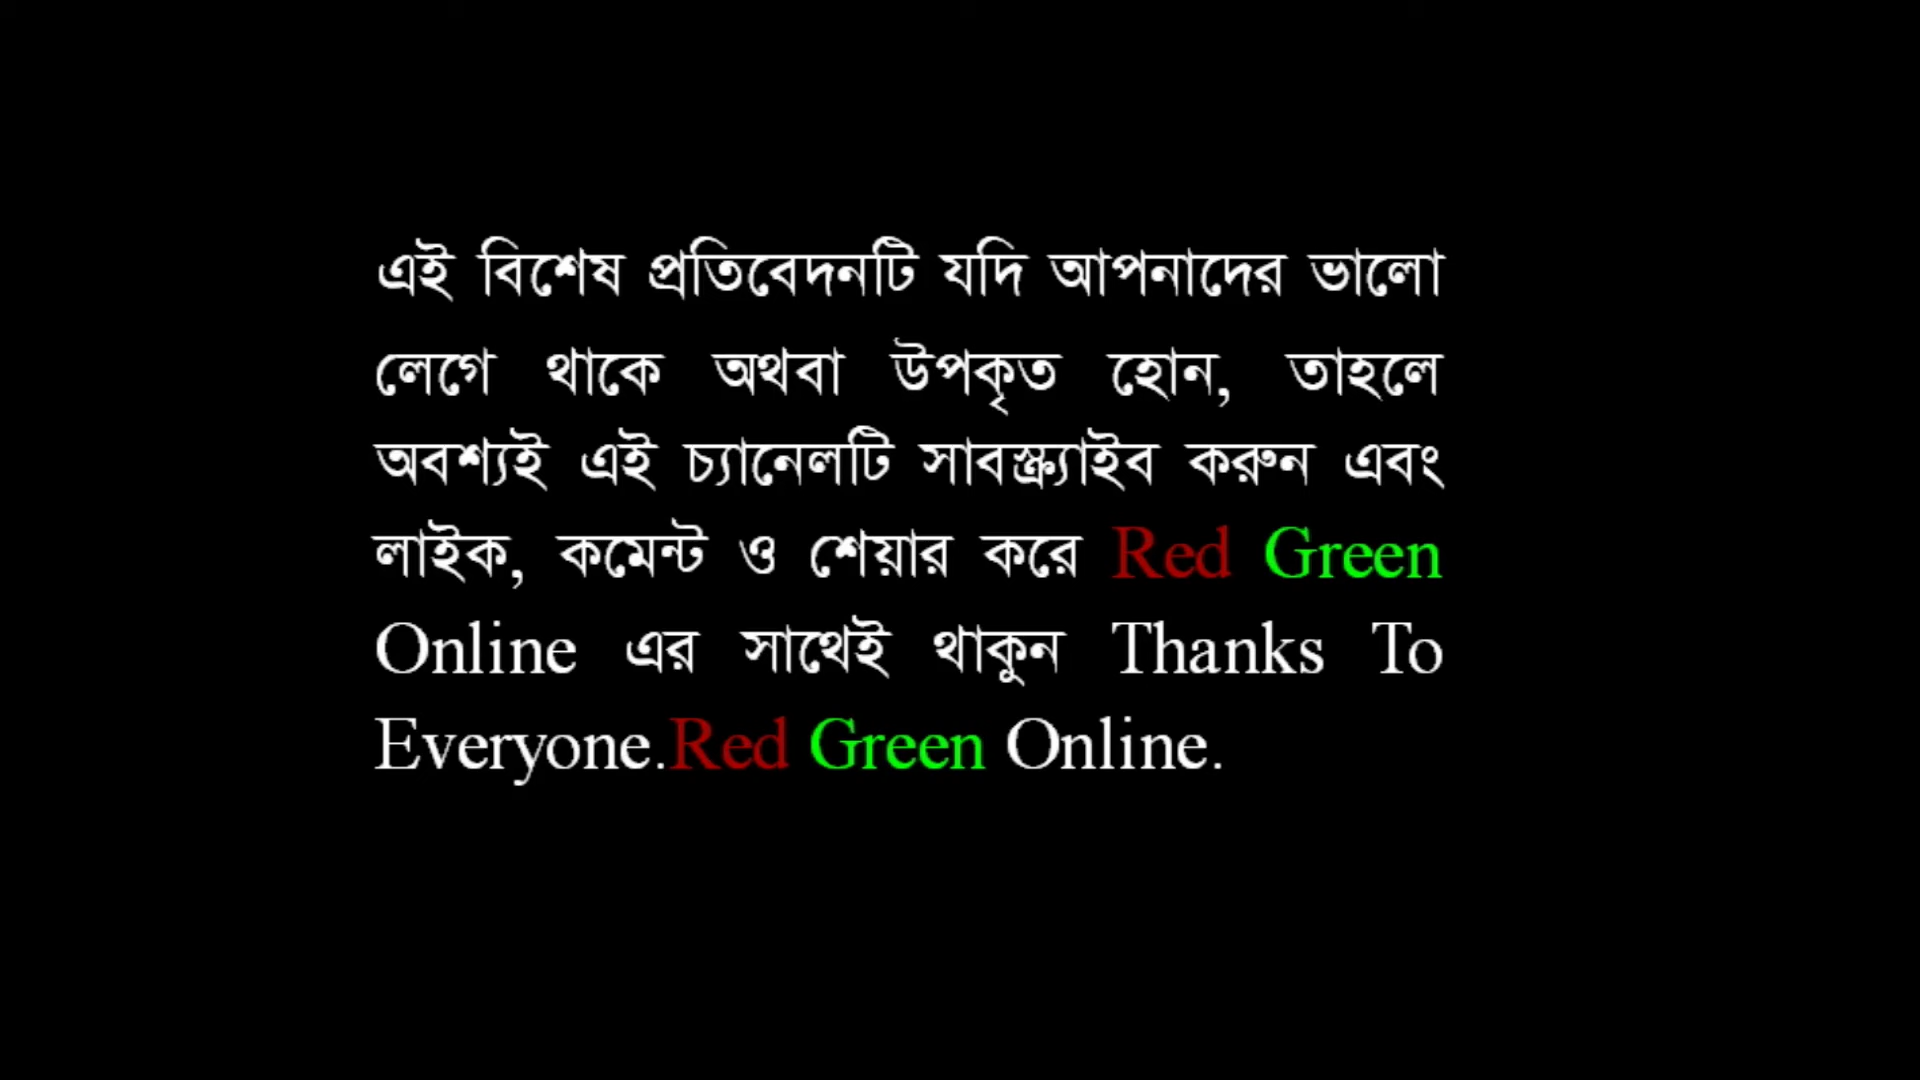 এই বিশেষ প্রতিবেদনটি যদি আপনাদের ভালো
লেগে থাকে অথবা উপকৃত হোন, তাহলে
অবশ্যই এই চ্যানেলটি সাবস্ক্র্যাইব করুন এবং
লাইক, কমেন্ট ও শেয়ার করে Red Green
Online এর সাথেই থাকুন Thanks To
Everyone.Red Green Online.